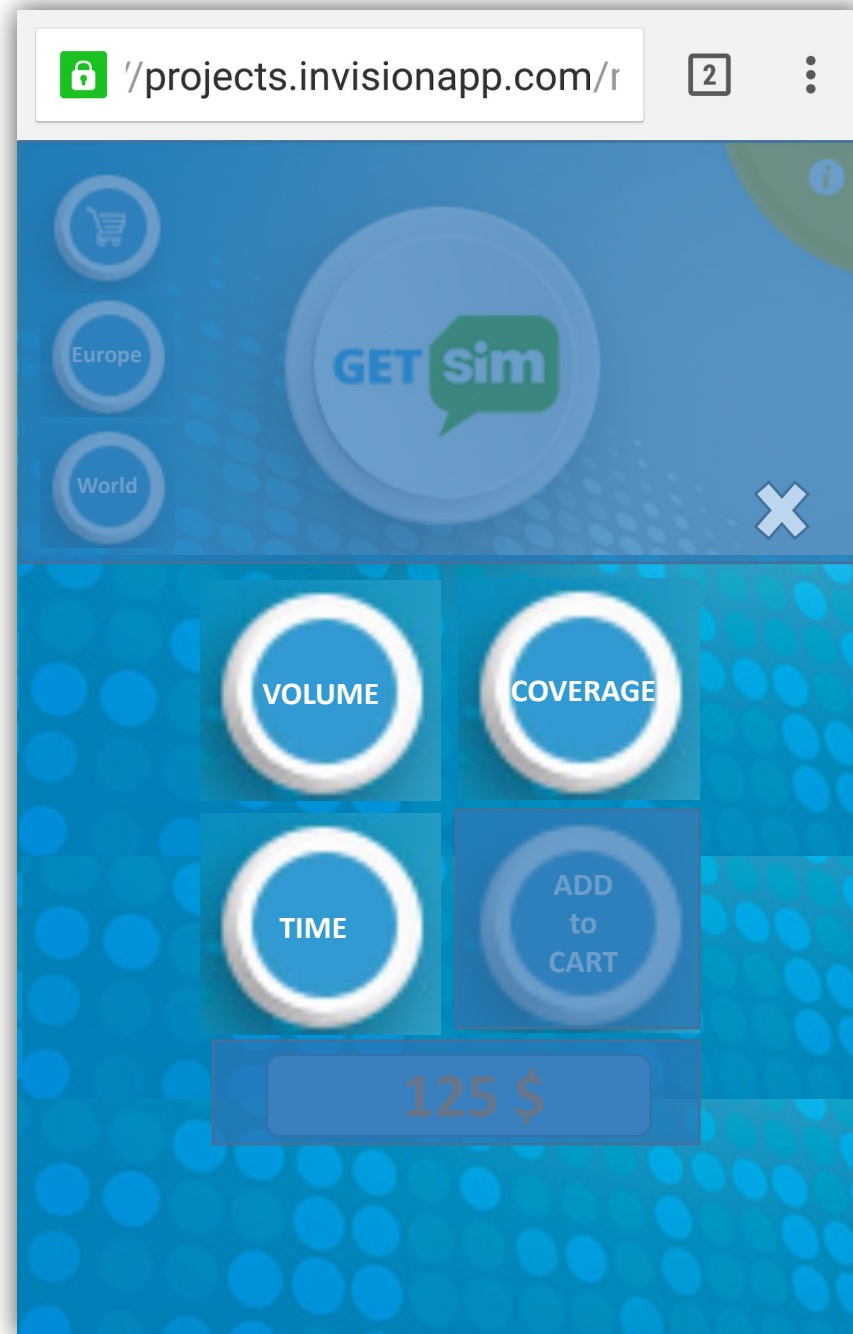 //projects.invisionapp.com/r
2
i
Europe
GET sim
World
VOLUME
COVERAGE
TIME
ADD
to
CART
125 $